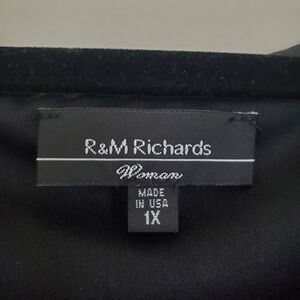 R&M Richards
Woman
MADE
IN USA
1X